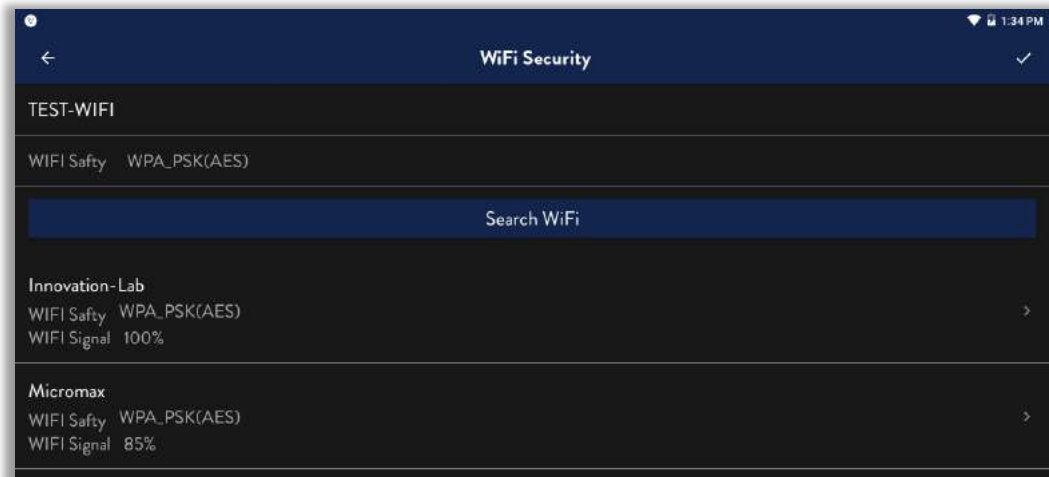 1:34 PM
WiFi Security
TEST-WIFI
WIFI Safty WPA_PSK(AES)
Search WiFi
Innovation-Lab
WIFI Safty WPA_PSK(AES)
WIFI Signal 100%
Micromax
WIFI Safty WPA_PSK(AES)
WIFI Signal 85%